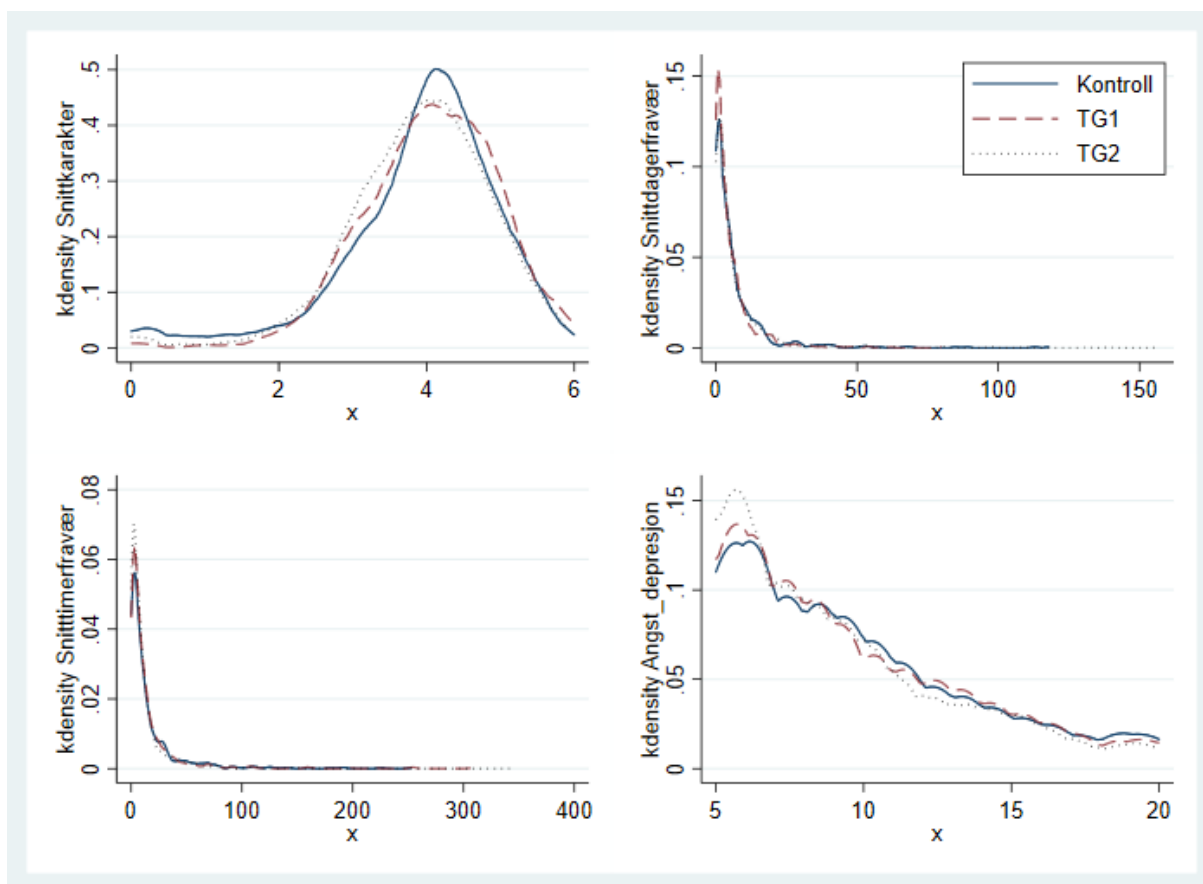 kdensity Snittkarakter
.5
.4
.3
.2
.1
0
0 2 4 6
x
kdensity Snittdagerfravær
.15
.1
.05
0
0 50 100 150
x
Kontroll
TG1
TG2
kdensity Snitttimerfravær
.08
.06
.04
.02
0
0 100 200 300 400
x
kdensity Angst_depresjon
.15
.1
.05
0
5 10 15 20
x